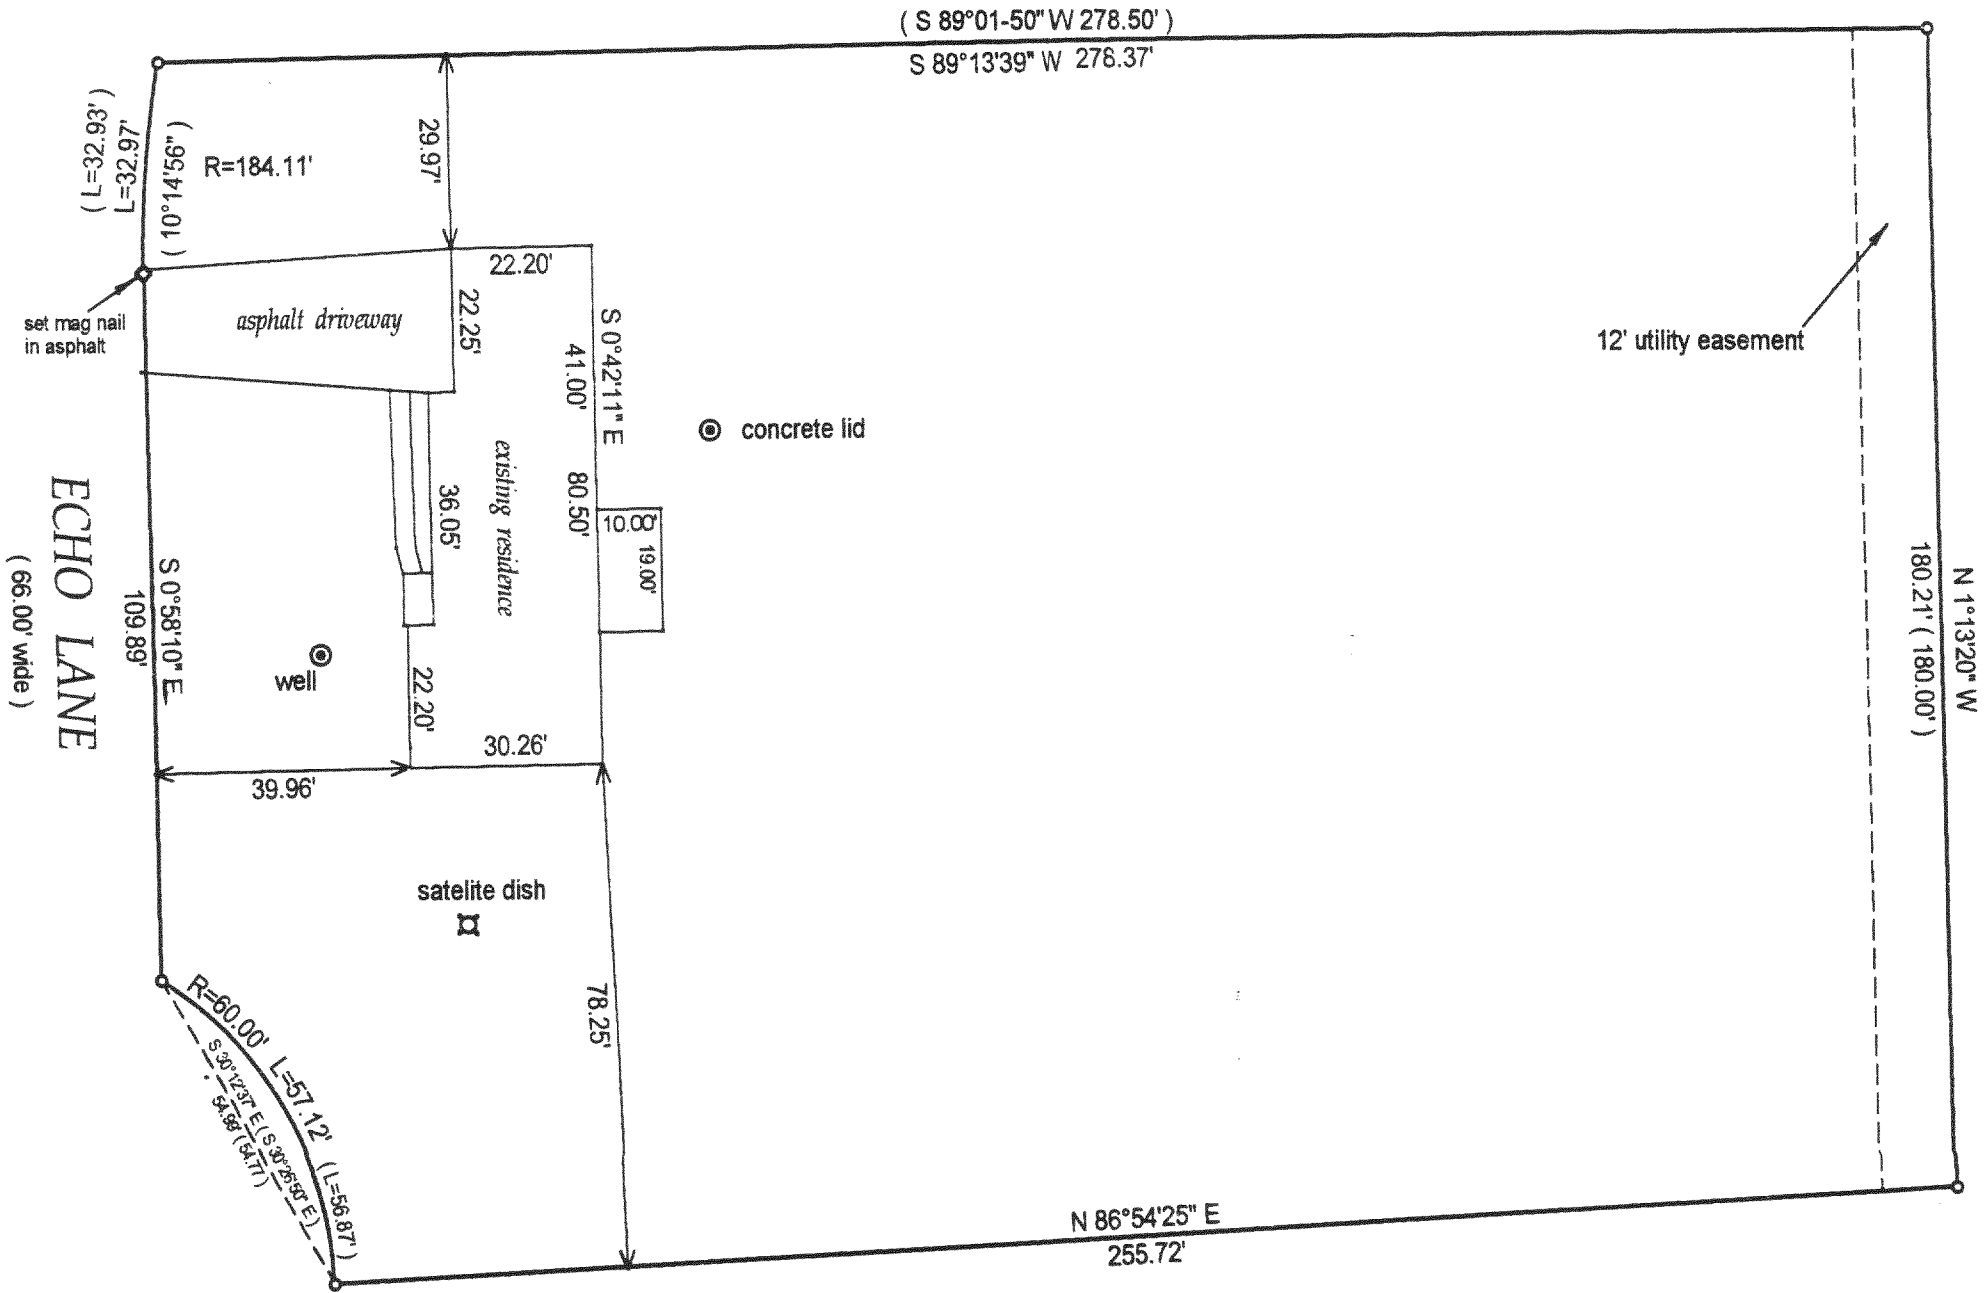 ( S 89°01-50" W 278.50' )
S 89°13'39" W 278.37'
( L=32.93' )
L=32.97'
( 10°14'56" )
R=184.11'
29.97'
22.20'
set mag nail
in asphalt
asphalt driveway
22.25'
S 0°42'11" E
41.00'
80.50'
12' utility easement
concrete lid
existing residence
36.05'
10.00'
19.00'
ECHO LANE
( 66.00' wide )
S 0°58'10" E
109.89'
well
22.20'
30.26'
39.96'
N 1°13'20" W
180.21' ( 180.00' )
satelite dish
78.25'
R=60.00' L=57.12' ( L=56.87' )
S 30°12'37" E ( S 30°26'50" E )
54.99' ( 54.77 )
N 86°54'25" E
255.72'